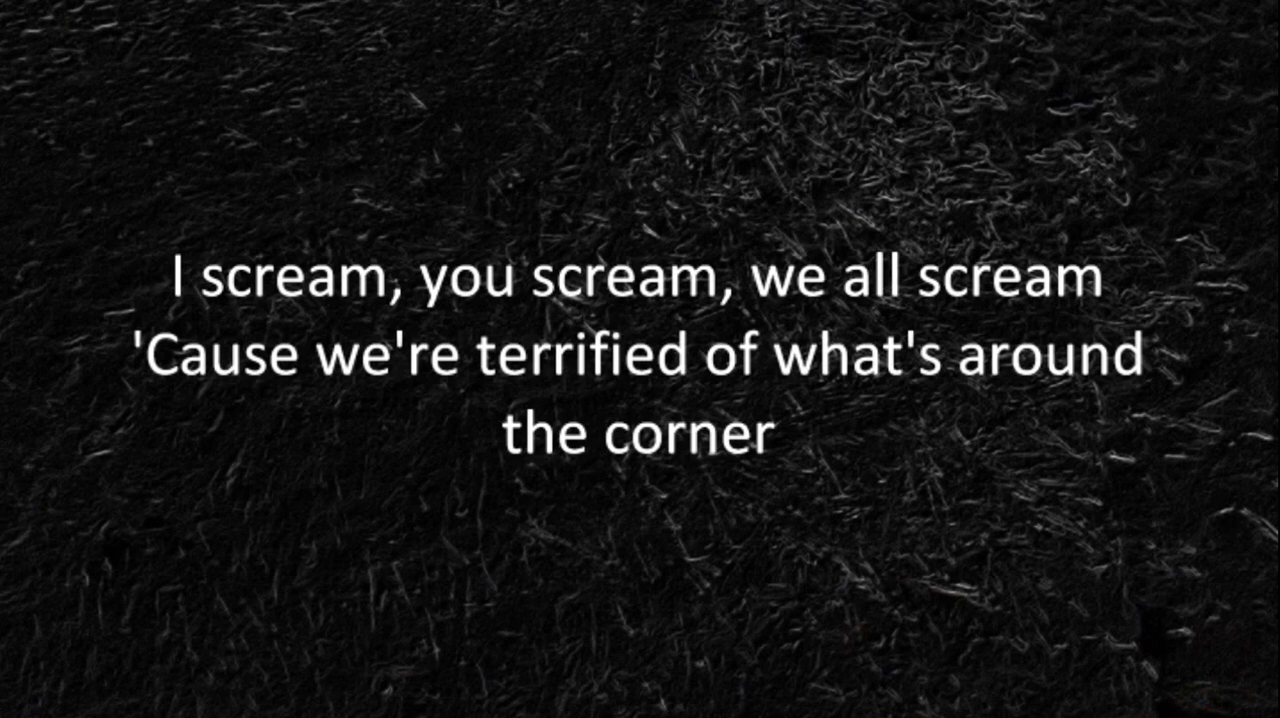 I scream, you scream, we all scream
'Cause we're terrified of what's around
the corner